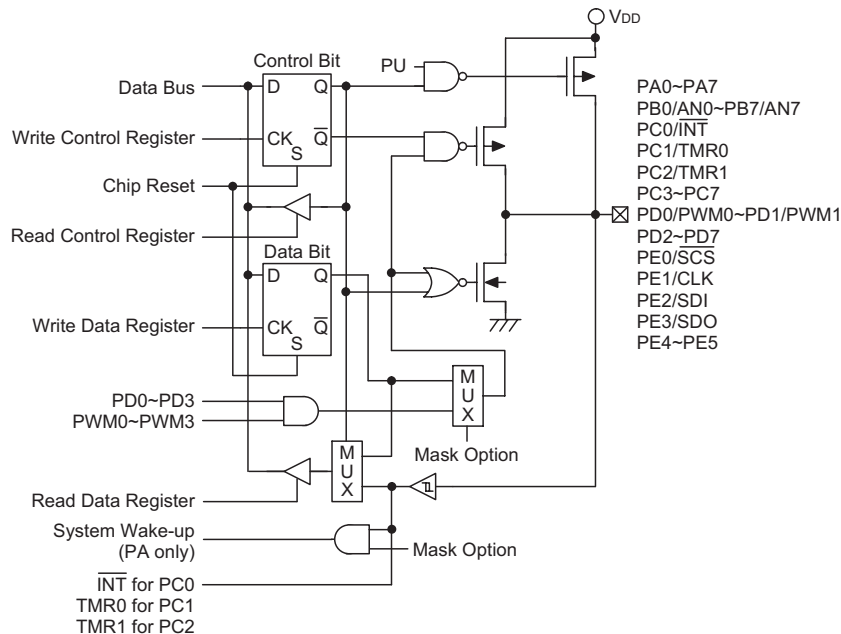 Control Bit
Data Bus
D
Q
Write Control Register
CK
Q̅
S
Chip Reset
Read Control Register
Data Bit
D
Q
Write Data Register
CK
Q̅
S
PU
VDD
PD0~PD3
PWM0~PWM3
MUX
Mask Option
MUX
Read Data Register
System Wake-up
(PA only)
Mask Option
I̅N̅T̅ for PC0
TMR0 for PC1
TMR1 for PC2
PA0~PA7
PB0/AN0~PB7/AN7
PC0/I̅N̅T̅
PC1/TMR0
PC2/TMR1
PC3~PC7
PD0/PWM0~PD1/PWM1
PD2~PD7
PE0/S̅C̅S̅
PE1/CLK
PE2/SDI
PE3/SDO
PE4~PE5